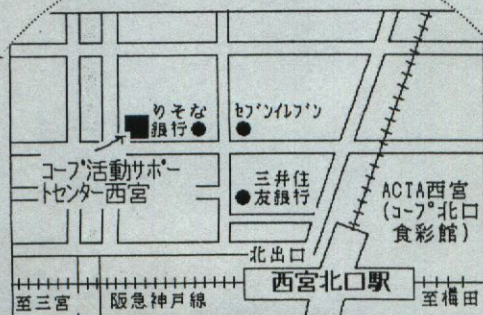 りそな
銀行
セブンイレブン
コープ活動サポー
トセンター西宮
三井住
友銀行
ACTA西宮
(コープ北口
食彩館)
北出口
西宮北口駅
至三宮
阪急神戸線
至梅田